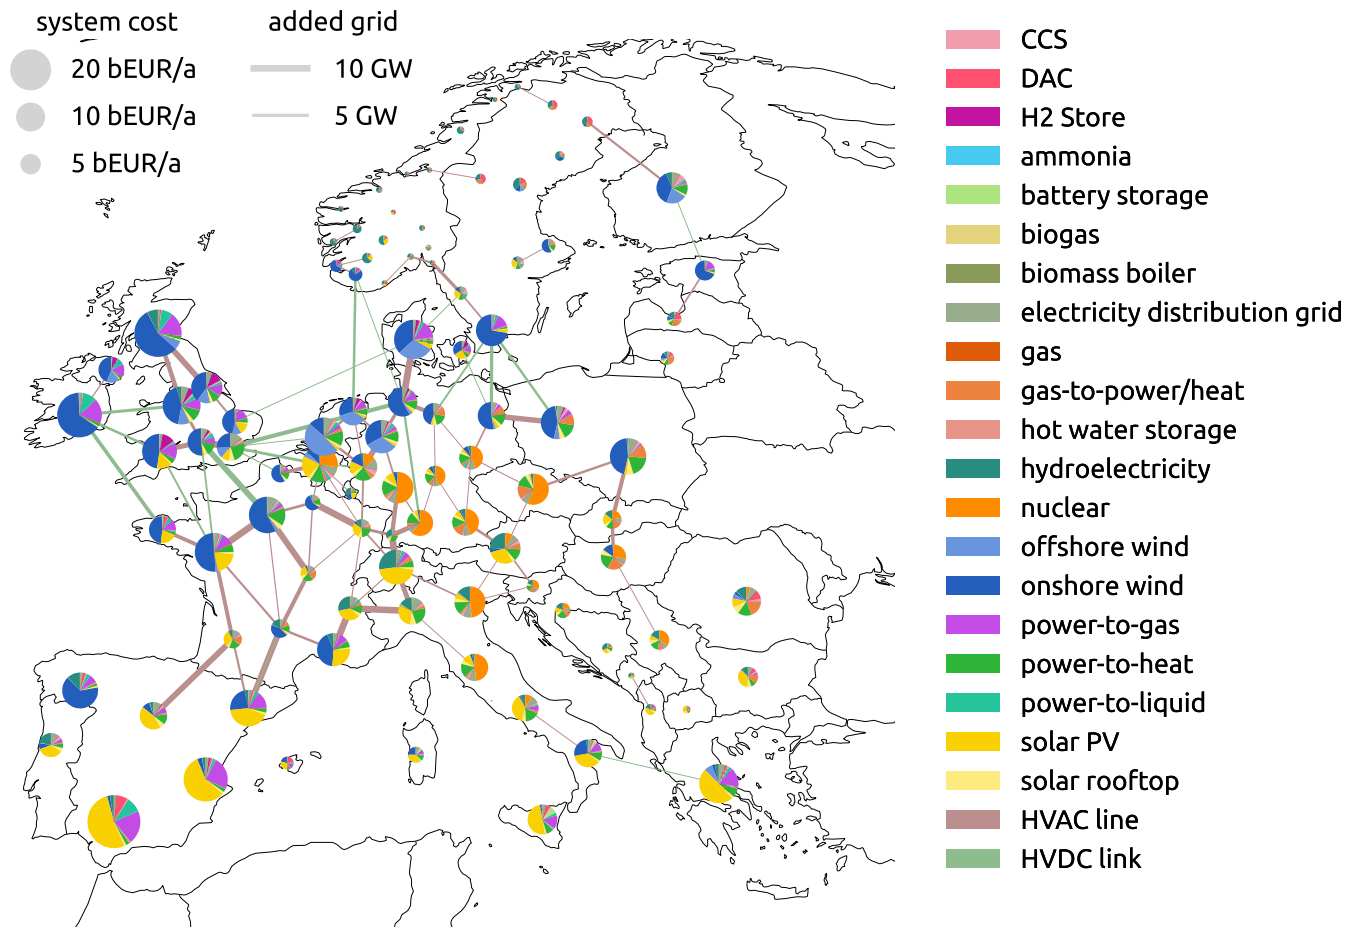 system cost
added grid
20 bEUR/a
10 GW
10 bEUR/a
5 GW
5 bEUR/a
CCS
DAC
H2 Store
ammonia
battery storage
biogas
biomass boiler
electricity distribution grid
gas
gas-to-power/heat
hot water storage
hydroelectricity
nuclear
offshore wind
onshore wind
power-to-gas
power-to-heat
power-to-liquid
solar PV
solar rooftop
HVAC line
HVDC link